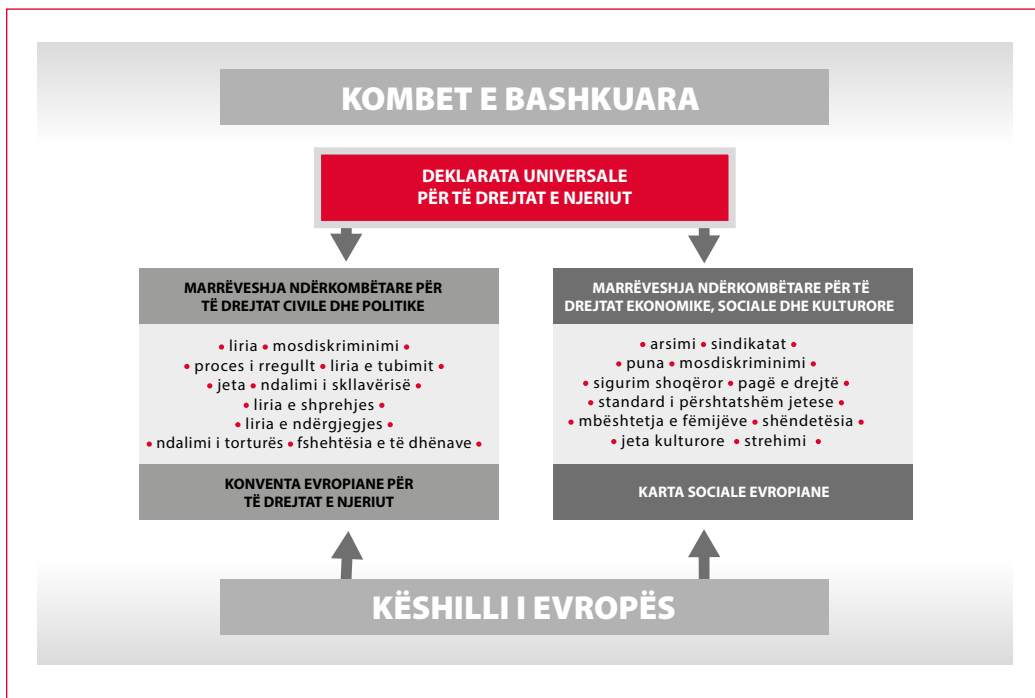 KOMBET E BASHKUARA
DEKLARATA UNIVERSALE
PËR TË DREJTAT E NJERIUT
MARRËVESHJA NDËRKOMBËTARE PËR
TË DREJTAT CIVILE DHE POLITIKE
• liria • mosdiskriminimi •
• proces i rregullt • liria e tubimit •
• jeta • ndalimi i skllavërisë •
• liria e shprehjes •
• liria e ndërgjegjes •
• ndalimi i torturës • fshehtësia e të dhënave •
KONVENTA EVROPIANE PËR
TË DREJTAT E NJERIUT
MARRËVESHJA NDËRKOMBËTARE PËR TË
DREJTAT EKONOMIKE, SOCIALE DHE KULTURORE
• arsimi • sindikatat •
• puna • mosdiskriminimi •
• sigurim shoqëror • pagë e drejtë •
• standard i përshtatshëm jetese •
• mbështetja e fëmijëve • shëndetësia •
• jeta kulturore • strehimi •
KARTA SOCIALE EVROPIANE
KËSHILLI I EVROPËS